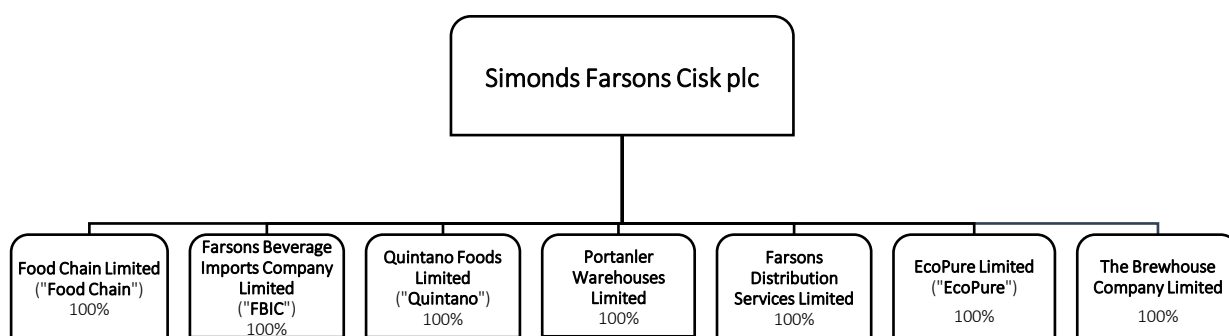 Simonds Farsons Cisk plc
Food Chain Limited
("Food Chain")
100%
Farsons Beverage
Imports Company
Limited
("FBIC")
100%
Quintano Foods
Limited
("Quintano")
100%
Portanler
Warehouses
Limited
100%
Farsons
Distribution
Services Limited
100%
EcoPure Limited
("EcoPure")
100%
The Brewhouse
Company Limited
100%